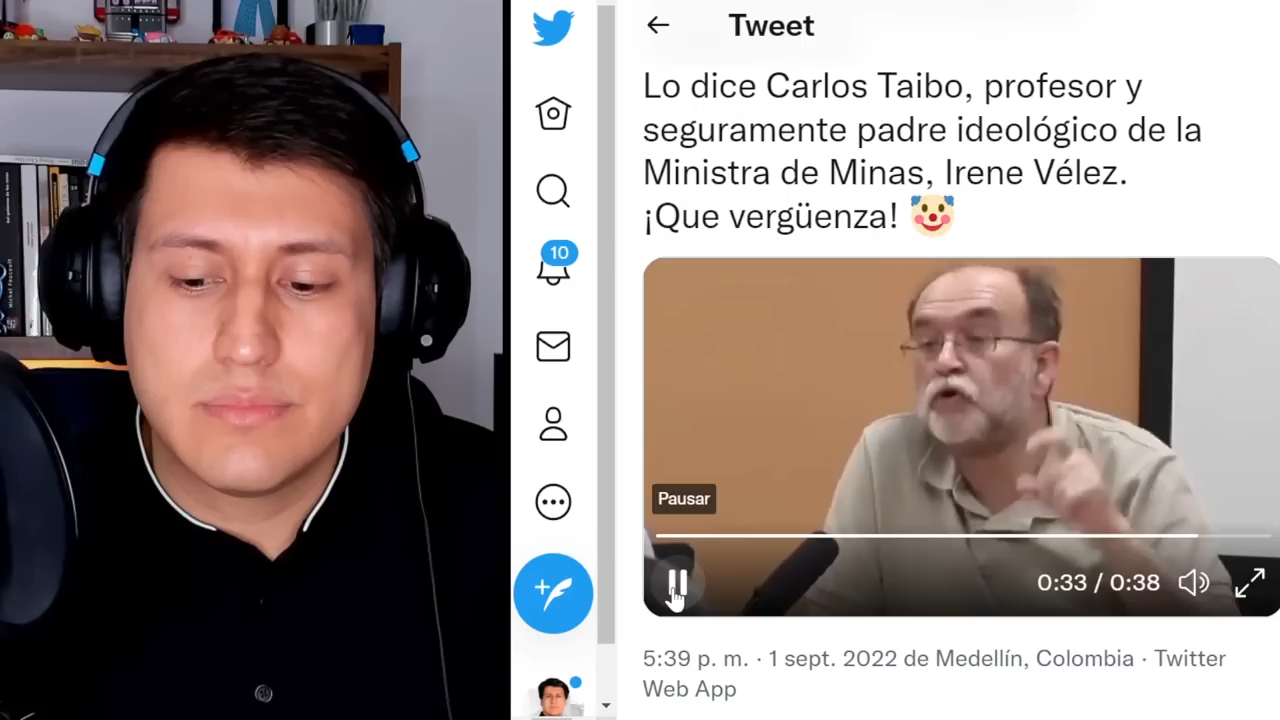 Tweet
Lo dice Carlos Taibo, profesor y
seguramente padre ideológico de la
Ministra de Minas, Irene Vélez.
¡Que vergüenza! 🤡
10
Pausar
0:33 / 0:38
5:39 p. m. · 1 sept. 2022 de Medellín, Colombia · Twitter
Web App